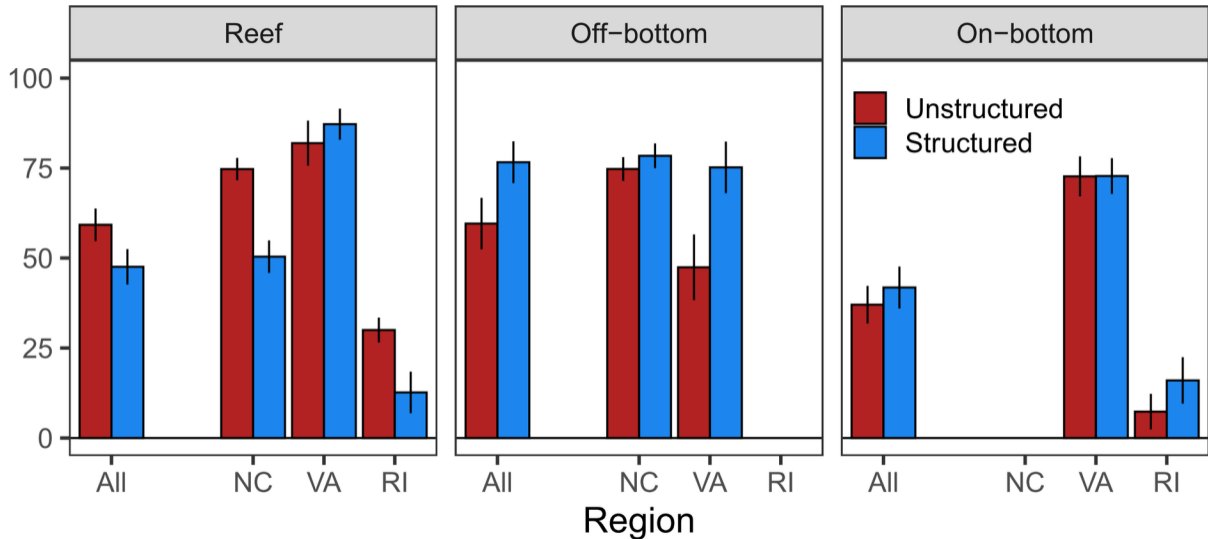 Reef
Off−bottom
On−bottom
100
75
50
25
0
Unstructured
Structured
All NC VA RI
All NC VA RI
All NC VA RI
Region